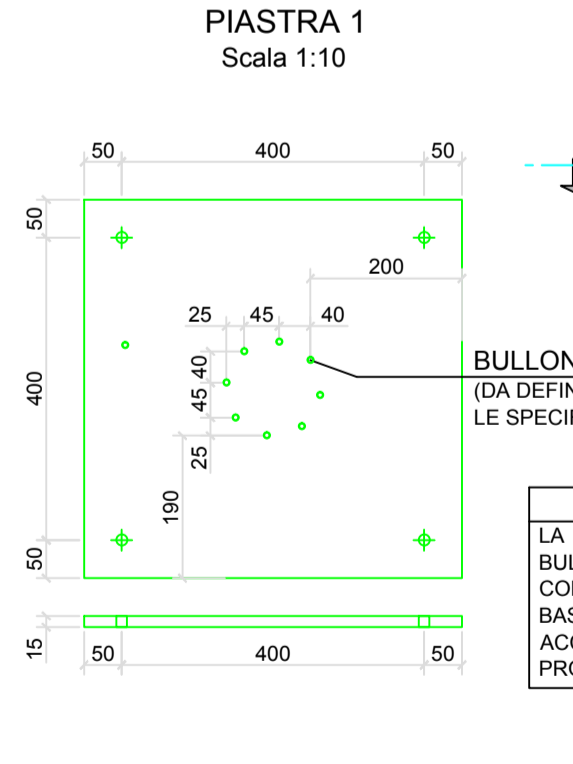 PIASTRA 1
Scala 1:10
50 400 50
50
200
25 45 40
BULLON
(DA DEFIN
LE SPECI
40
400
45
25
190
50
LA
BUL
CO
BAS
ACC
PRO
15
50 400 50